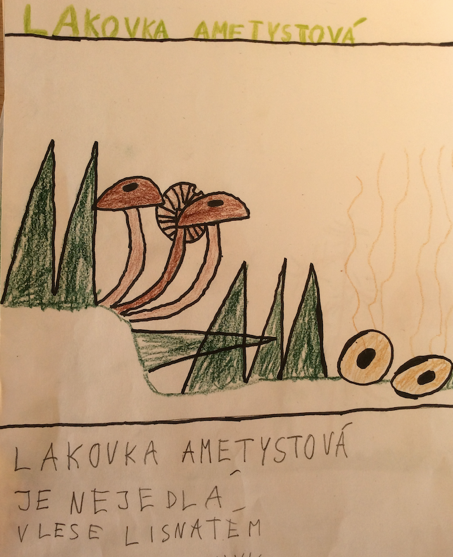 LAKOVKA AMETYSTOVÁ
LAKOVKA AMETYSTOVÁ
JE NEJEDLÁ
V LESE LISNATÉM